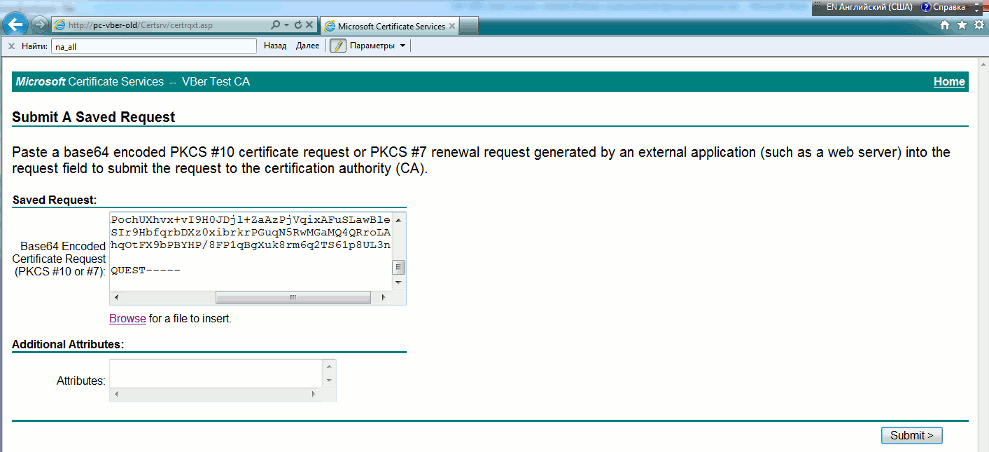 EN Английский (США) Справка
http://pc-vber-old/Certsrv/certrqxt.asp
Microsoft Certificate Services
Найти: na_all Назад Далее Параметры
Microsoft Certificate Services -- VBer Test CA Home
Submit A Saved Request
Paste a base64 encoded PKCS #10 certificate request or PKCS #7 renewal request generated by an external application (such as a web server) into the
request field to submit the request to the certification authority (CA).
Saved Request:
PochUXhvx+vI9H0JDjl+ZaAzPjVqixAFuSLawBle
SIr9HbfqrbDXz0xibrkrPGuqN5RwMGaMQ4QRroLA
hqOtFX9bPBYHP/8FP1qBgXuk8rm6q2TS61p8UL3n
QUEST-----
Base64 Encoded
Certificate Request
(PKCS #10 or #7):
Browse for a file to insert.
Additional Attributes:
Attributes:
Submit >